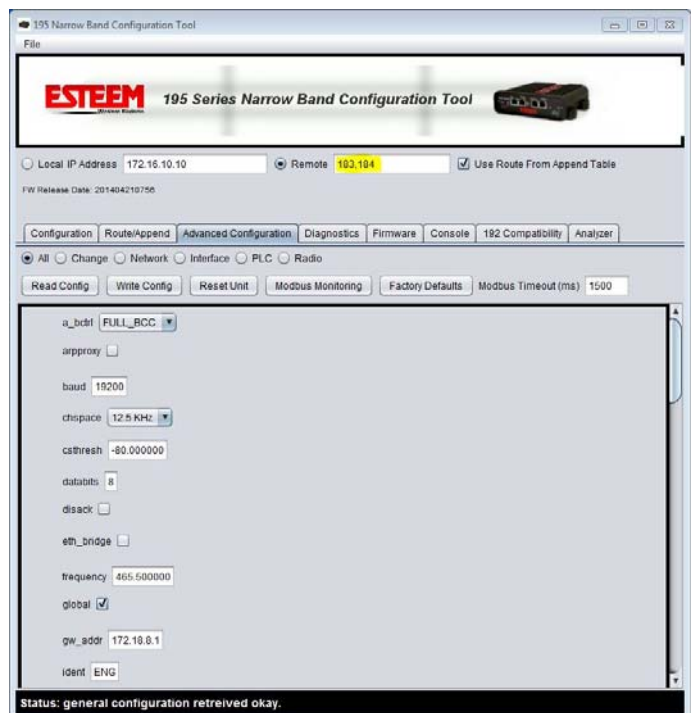 195 Narrow Band Configuration Tool
File
ESTEEM
195 Series Narrow Band Configuration Tool
Local IP Address 172.16.10.10 Remote 183,184 Use Route From Append Table
FW Release Date: 201404210756
Configuration Route/Append Advanced Configuration Diagnostics Firmware Console 192 Compatibility Analyzer
All Change Network Interface PLC Radio
Read Config Write Config Reset Unit Modbus Monitoring Factory Defaults Modbus Timeout (ms) 1500
a_bctrl FULL_BCC
arpproxy
baud 19200
chspace 12.5 KHz
csthresh -80.000000
databits 8
disack
eth_bridge
frequency 465.500000
global
gw_addr 172.18.8.1
ident ENG
Status: general configuration retreived okay.